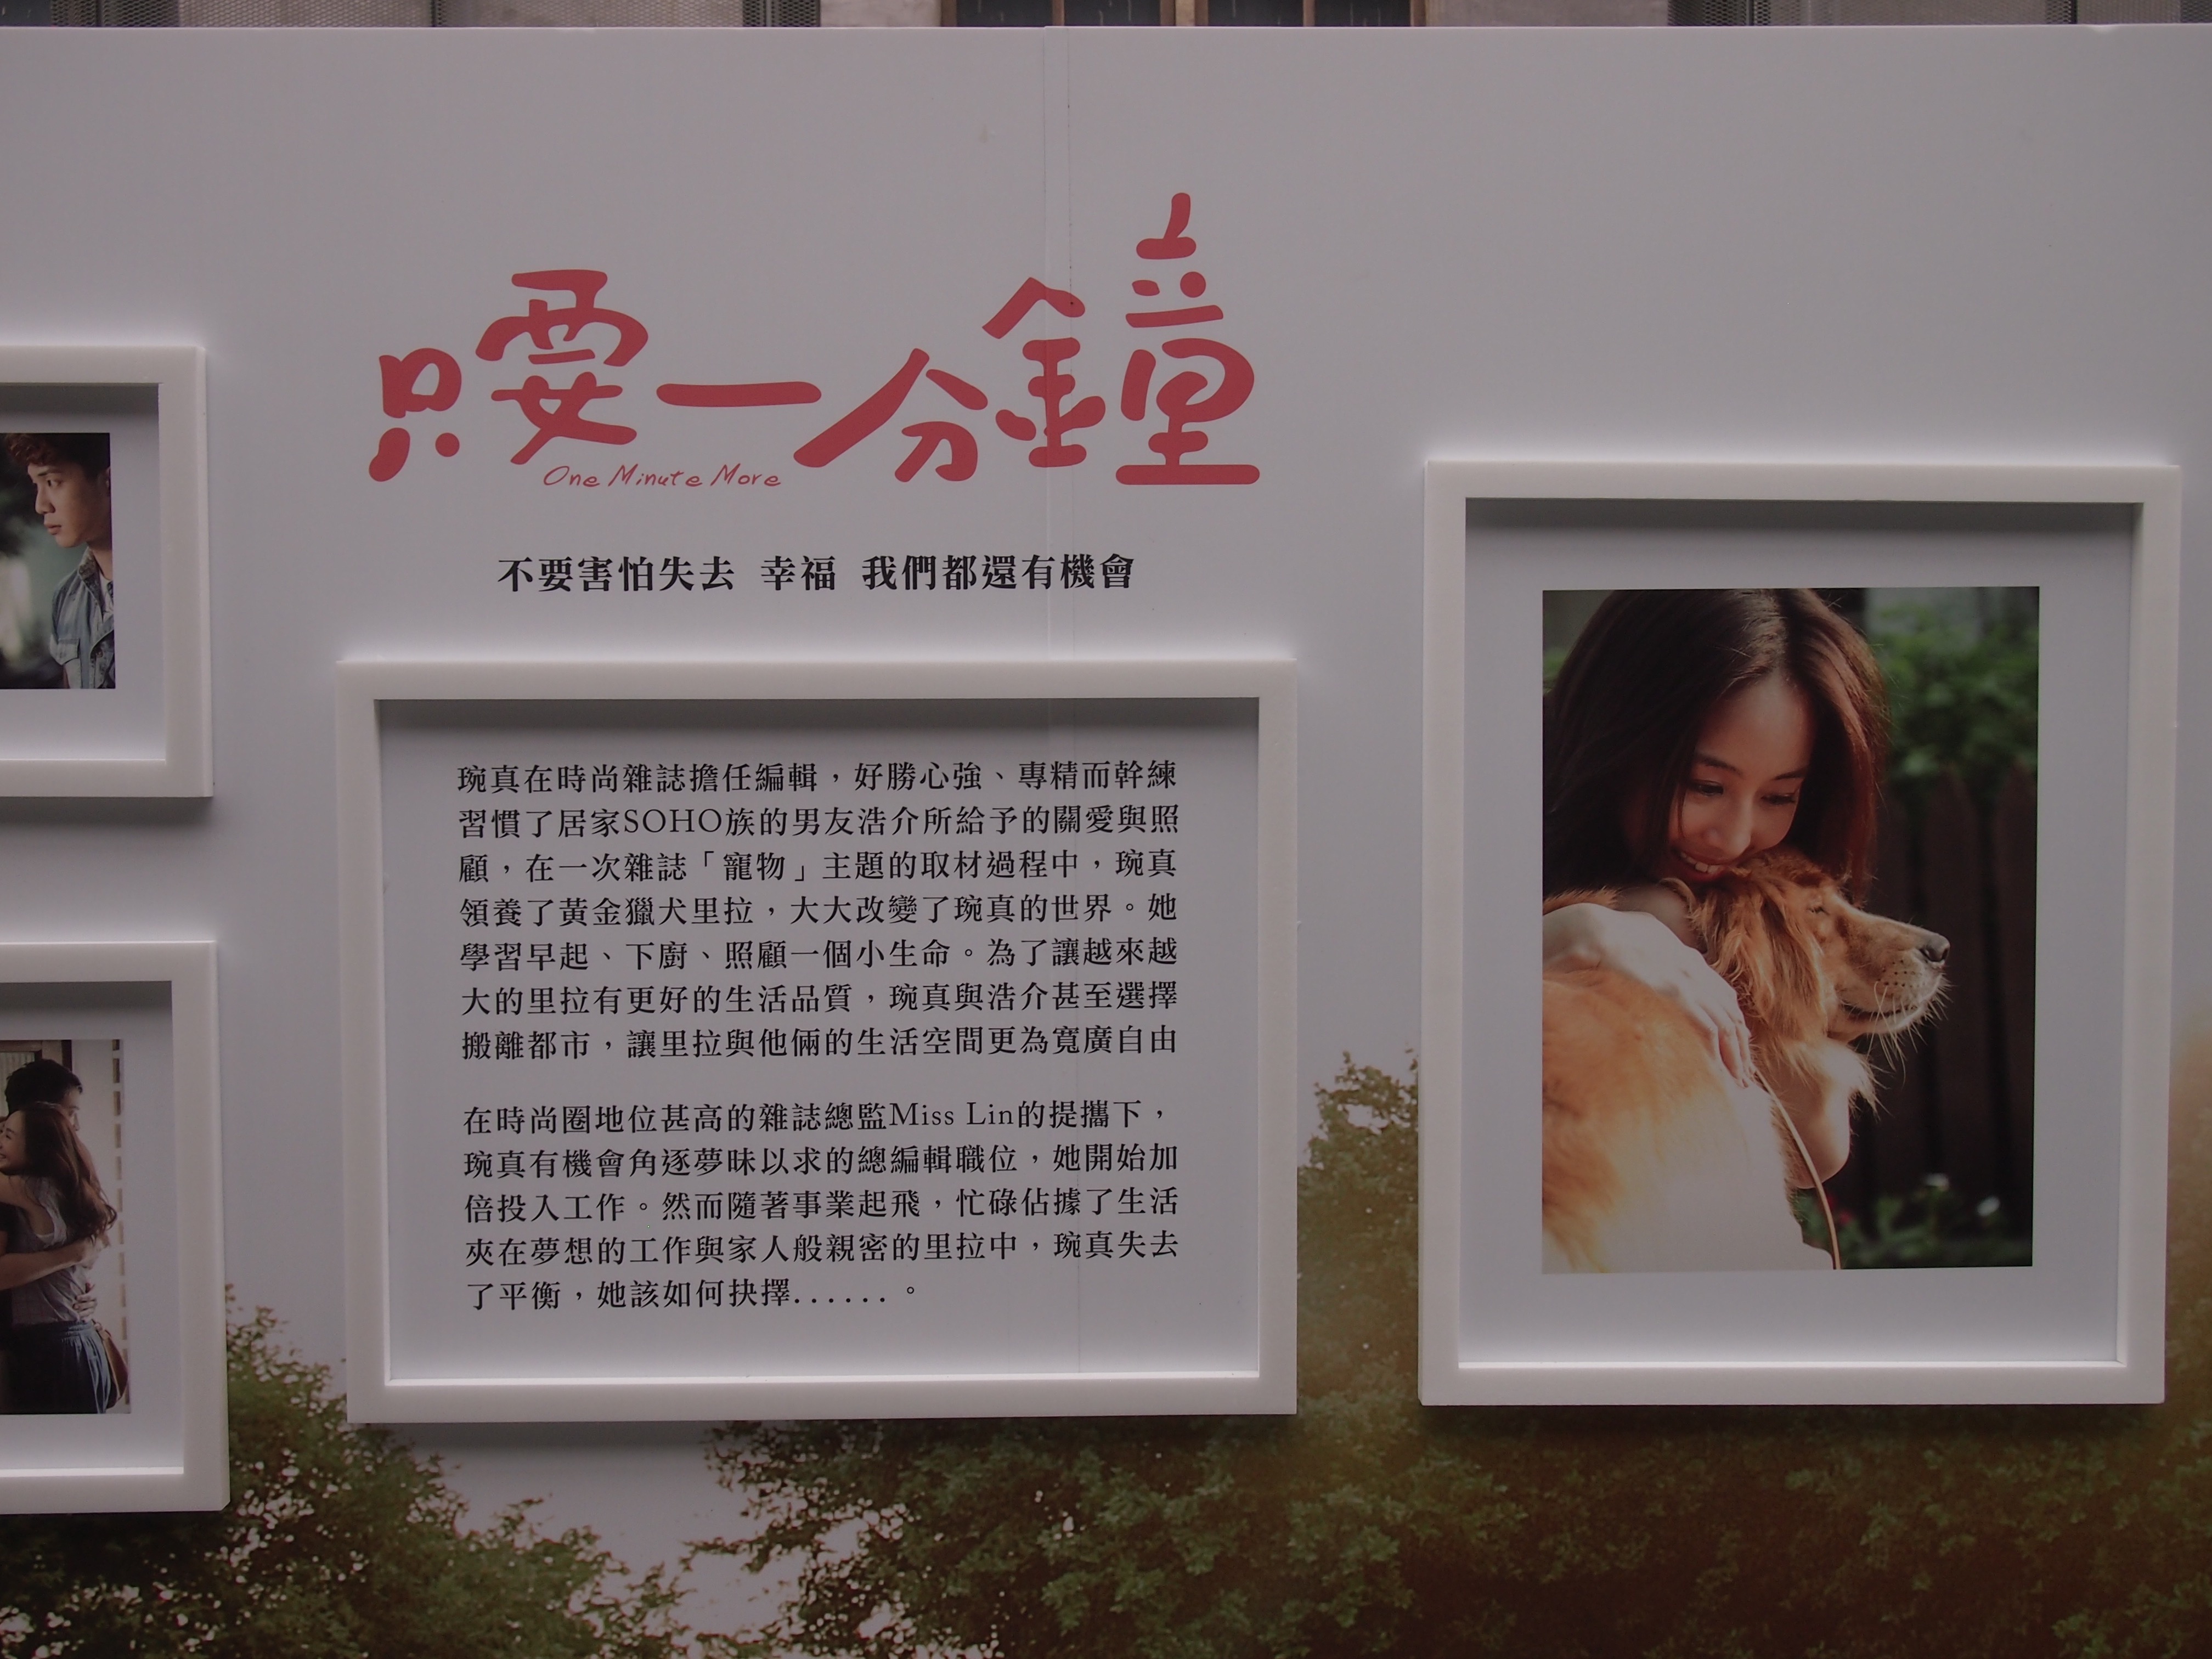 只要一分鐘
One Minute More
不要害怕失去 幸福 我們都還有機會
琬真在時尚雜誌擔任編輯，好勝心強、專精而幹練
習慣了居家SOHO族的男友浩介所給予的關愛與照
顧，在一次雜誌「寵物」主題的取材過程中，琬真
領養了黃金獵犬里拉，大大改變了琬真的世界。她
學習早起、下廚、照顧一個小生命。為了讓越來越
大的里拉有更好的生活品質，琬真與浩介甚至選擇
搬離都市，讓里拉與他倆的生活空間更為寬廣自由
在時尚圈地位甚高的雜誌總監Miss Lin的提攜下，
琬真有機會角逐夢昧以求的總編輯職位，她開始加
倍投入工作。然而隨著事業起飛，忙碌佔據了生活
夾在夢想的工作與家人般親密的里拉中，琬真失去
了平衡，她該如何抉擇......。